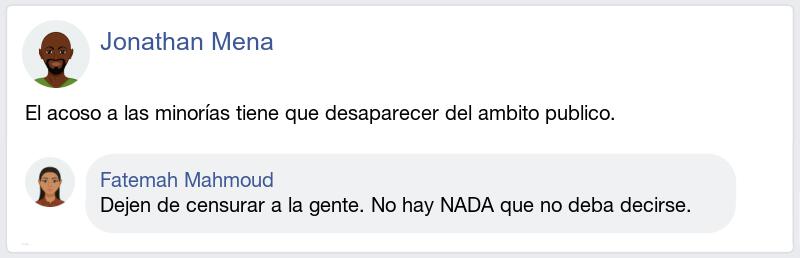 Jonathan Mena
El acoso a las minorías tiene que desaparecer del ambito publico.
Fatemah Mahmoud
Dejen de censurar a la gente. No hay NADA que no deba decirse.